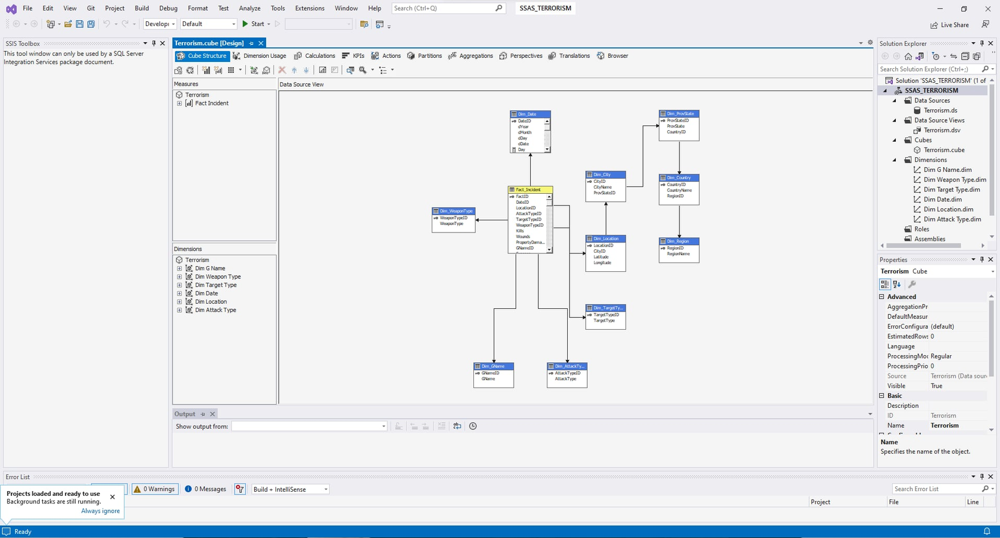 File Edit View Git Project Build Debug Format Test Analyze Tools Extensions Window Help Search (Ctrl+Q) SSAS_TERRORISM
Develop Default Start Live Share
SSIS Toolbox
This tool window can only be used by a SQL Server
Integration Services package document.
Terrorism.cube [Design]
Cube Structure Dimension Usage Calculations KPIs Actions Partitions Aggregations Perspectives Translations Browser
Measures
Terrorism
Fact Incident
Dimensions
Terrorism
Dim G Name
Dim Weapon Type
Dim Target Type
Dim Date
Dim Location
Dim Attack Type
Data Source View
Dim_Date
DateID
dYear
dMonth
dDay
dDate
Day
Dim_ProvState
ProvStateID
ProvState
CountryID
Dim_City
CityID
CityName
ProvStateID
Dim_Country
CountryID
CountryName
RegionID
Fact_Incident
FactID
DateID
LocationID
AttackTypeID
TargetTypeID
WeaponTypeID
Kills
Wounds
PropertyDama...
GNameID
Dim_WeaponType
WeaponTypeID
WeaponType
Dim_Location
LocationID
CityID
Latitude
Longitude
Dim_Region
RegionID
RegionName
Dim_TargetTy...
TargetTypeID
TargetType
Dim_GName
GNameID
GName
Dim_AttackTy...
AttackTypeID
AttackType
Output
Show output from:
Solution Explorer
Search Solution Explorer (Ctrl+;)
Solution 'SSAS_TERRORISM' (1 of
SSAS_TERRORISM
Data Sources
Terrorism.ds
Data Source Views
Terrorism.dsv
Cubes
Terrorism.cube
Dimensions
Dim G Name.dim
Dim Weapon Type.dim
Dim Target Type.dim
Dim Date.dim
Dim Location.dim
Dim Attack Type.dim
Roles
Assemblies
Properties
Terrorism Cube
Advanced
AggregationPr
DefaultMeasur
ErrorConfigura (default)
EstimatedRows 0
Language
ProcessingMod Regular
ProcessingPrio 0
Source Terrorism (Data sour
Visible True
Basic
Description
ID Terrorism
Name Terrorism
Name
Specifies the name of the object.
Error List
0 Warnings 0 Messages Build + IntelliSense Search Error List
Project File Line
Projects loaded and ready to use
Background tasks are still running.
Always ignore
Ready